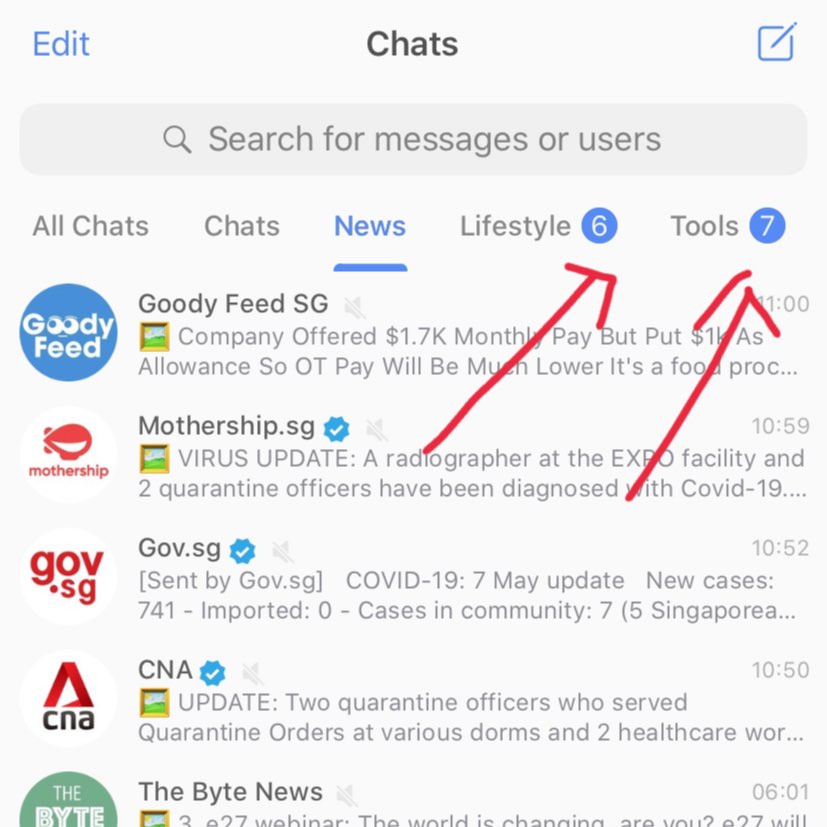 Edit Chats
Search for messages or users
All Chats Chats News Lifestyle 6 Tools 7
Goody Feed
Goody Feed SG 11:00
Company Offered $1.7K Monthly Pay But Put $1k As
Allowance So OT Pay Will Be Much Lower It's a food proc...
mothership
Mothership.sg 10:59
VIRUS UPDATE: A radiographer at the EXPO facility and
2 quarantine officers have been diagnosed with Covid-19....
gov
.sg
Gov.sg 10:52
[Sent by Gov.sg] COVID-19: 7 May update New cases:
741 - Imported: 0 - Cases in community: 7 (5 Singaporea...
cna
CNA 10:50
UPDATE: Two quarantine officers who served
Quarantine Orders at various dorms and 2 healthcare wor...
THE
BYTE
The Byte News 06:01
3. e27 webinar: The world is changing, are you? e27 will